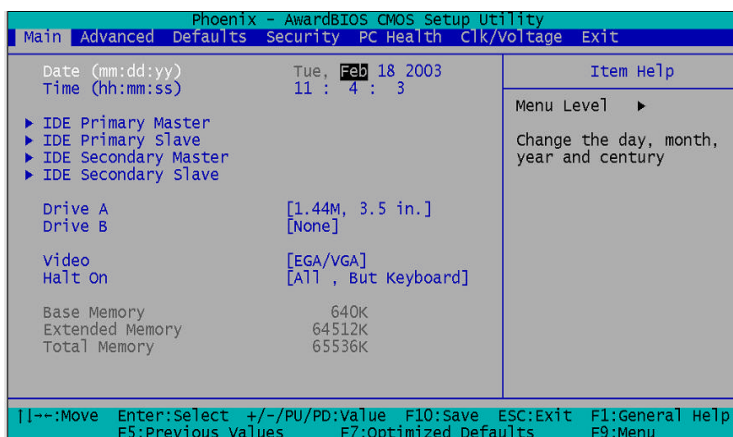 Phoenix - AwardBIOS CMOS Setup Utility
Main Advanced Defaults Security PC Health Clk/Voltage Exit
Date (mm:dd:yy) Tue, Feb 18 2003
Time (hh:mm:ss) 11 : 4 : 3
▶ IDE Primary Master
▶ IDE Primary Slave
▶ IDE Secondary Master
▶ IDE Secondary Slave
Drive A [1.44M, 3.5 in.]
Drive B [None]
Video [EGA/VGA]
Halt On [All , But Keyboard]
Base Memory 640K
Extended Memory 64512K
Total Memory 65536K
Item Help
Menu Level ▶
Change the day, month,
year and century
↑↓←→:Move Enter:Select +/-/PU/PD:Value F10:Save ESC:Exit F1:General Help
F5:Previous Values F7:Optimized Defaults F9:Menu